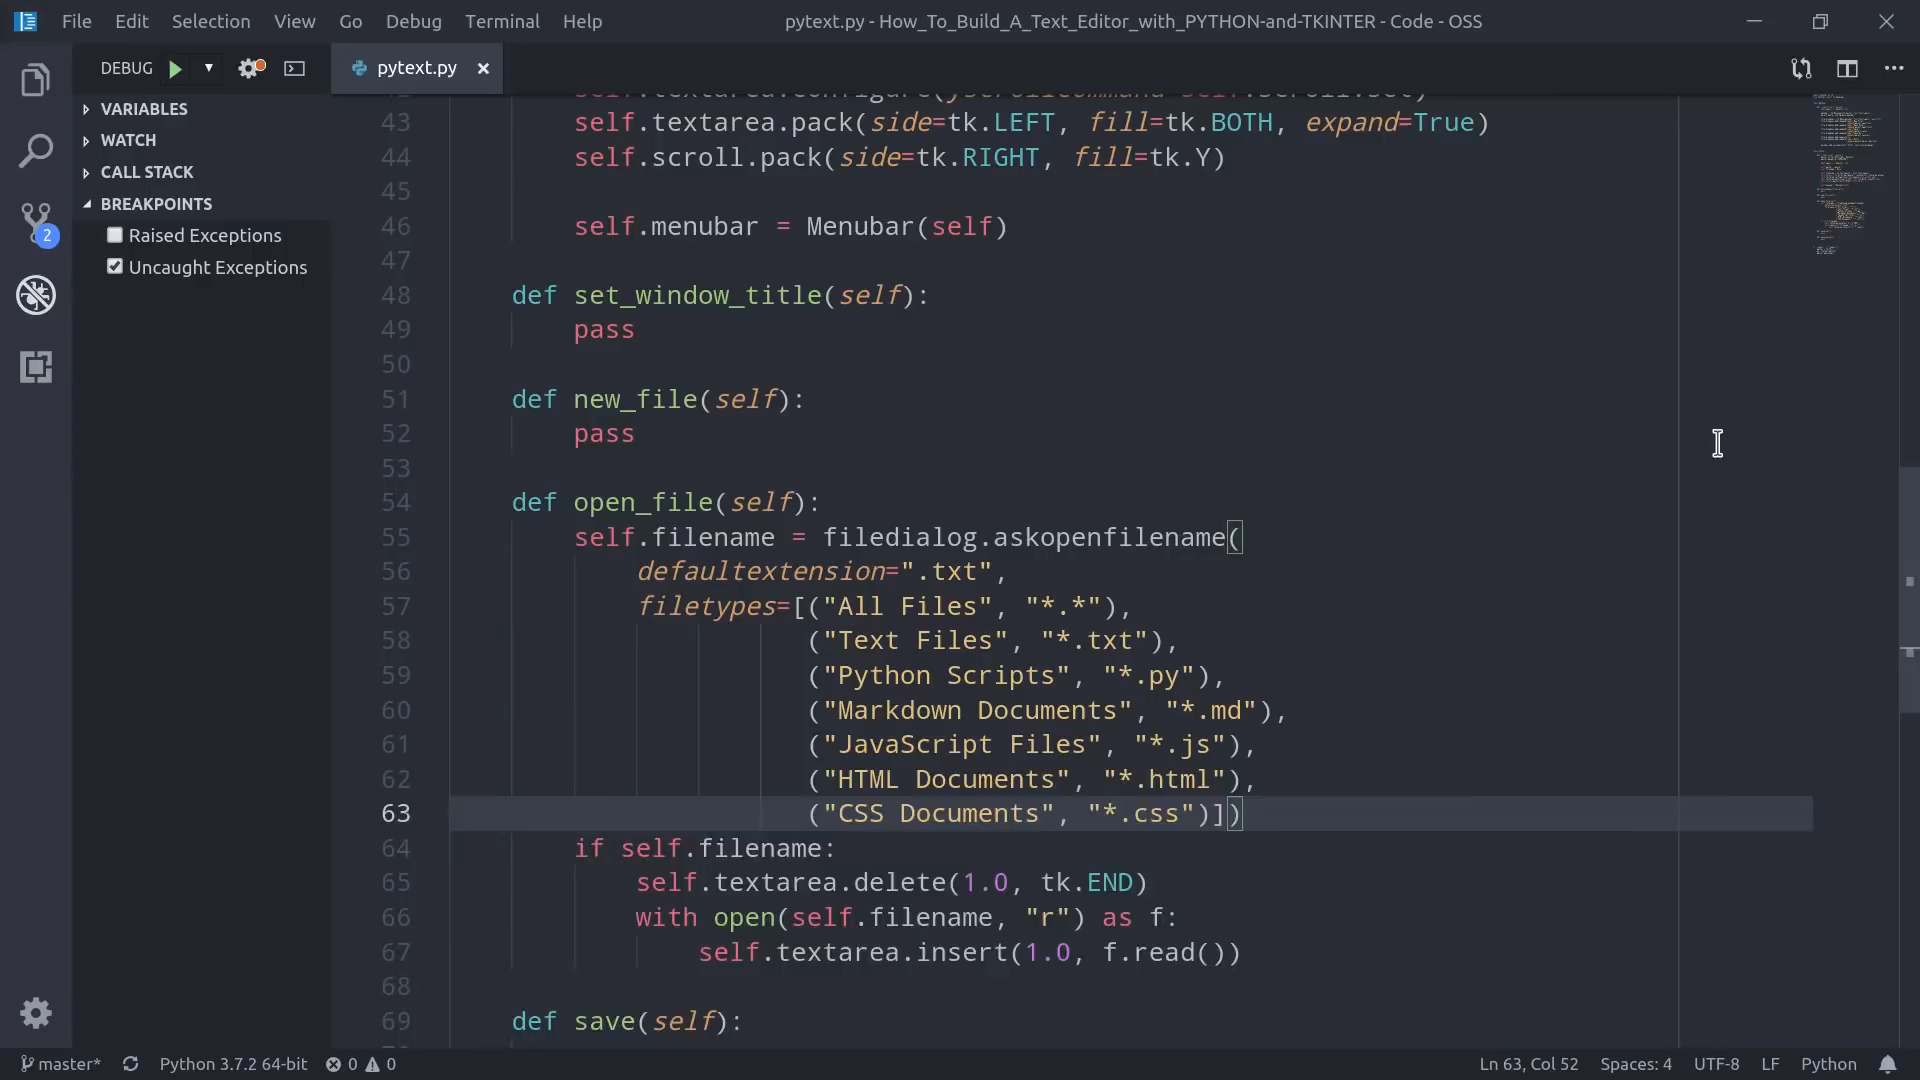 File Edit Selection View Go Debug Terminal Help
pytext.py - How_To_Build_A_Text_Editor_with_PYTHON-and-TKINTER - Code - OSS
DEBUG
pytext.py
VARIABLES
WATCH
CALL STACK
BREAKPOINTS
Raised Exceptions
Uncaught Exceptions
2
43 self.textarea.pack(side=tk.LEFT, fill=tk.BOTH, expand=True)
44 self.scroll.pack(side=tk.RIGHT, fill=tk.Y)
45
46 self.menubar = Menubar(self)
47
48 def set_window_title(self):
49 pass
50
51 def new_file(self):
52 pass
53
54 def open_file(self):
55 self.filename = filedialog.askopenfilename(
56 defaultextension=".txt",
57 filetypes=[("All Files", "*.*"),
58 ("Text Files", "*.txt"),
59 ("Python Scripts", "*.py"),
60 ("Markdown Documents", "*.md"),
61 ("JavaScript Files", "*.js"),
62 ("HTML Documents", "*.html"),
63 ("CSS Documents", "*.css")])
64 if self.filename:
65 self.textarea.delete(1.0, tk.END)
66 with open(self.filename, "r") as f:
67 self.textarea.insert(1.0, f.read())
68
69 def save(self):
master* Python 3.7.2 64-bit 0 0 Ln 63, Col 52 Spaces: 4 UTF-8 LF Python